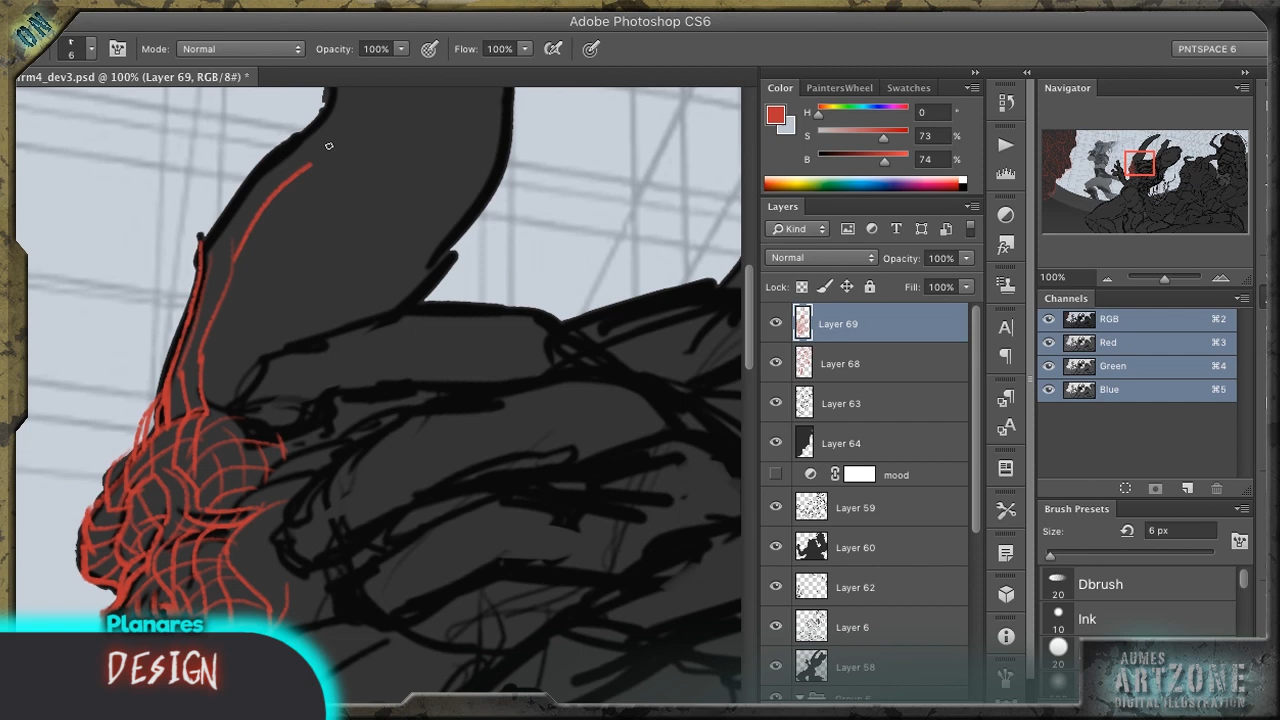 ON
Adobe Photoshop CS6
6
Mode: Normal
Opacity: 100%
Flow: 100%
PNTSPACE 6
rm4_dev3.psd @ 100% (Layer 69, RGB/8#) *
Color
PaintersWheel
Swatches
H 0 °
S 73 %
B 74 %
Layers
Kind
Normal
Opacity: 100%
Lock:
Fill: 100%
Layer 69
Layer 68
Layer 63
Layer 64
mood
Layer 59
Layer 60
Layer 62
Layer 6
Layer 58
Navigator
100%
Channels
RGB ⌘2
Red ⌘3
Green ⌘4
Blue ⌘5
Brush Presets
Size: 6 px
20 Dbrush
10 Ink
20
Planares
DESIGN
AUMES
ARTZONE
DIGITAL ILLUSTRATION